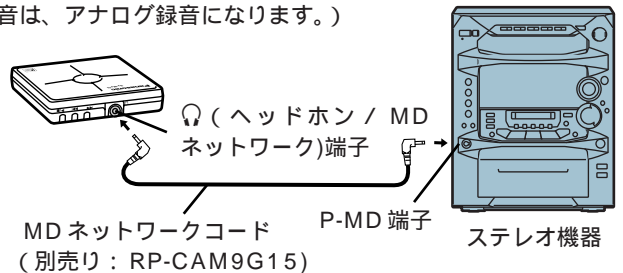 音は、アナログ録音になります。)
Ω ( ヘッドホン / MD
ネットワーク)端子
P-MD 端子
ステレオ機器
MD ネットワークコード
( 別売り : RP-CAM9G15)